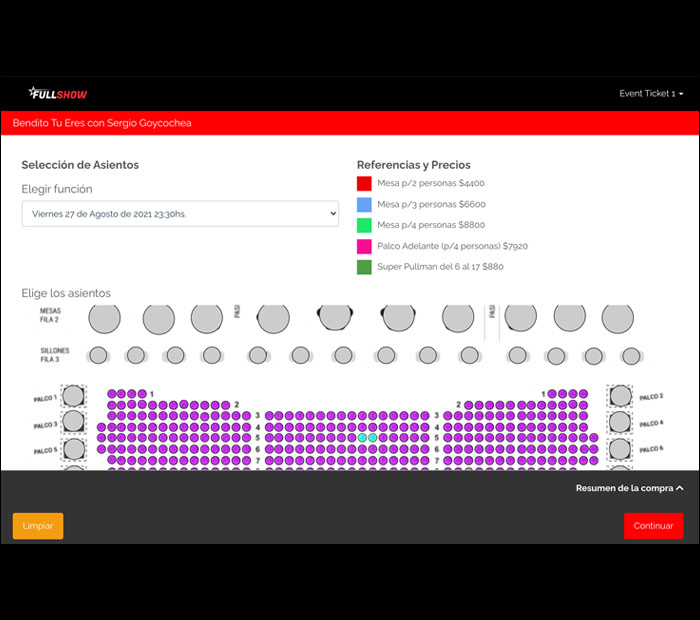 FULLSHOW
Event Ticket 1
Bendito Tu Eres con Sergio Goycochea
Selección de Asientos
Elegir función
Viernes 27 de Agosto de 2021 23:30hs.
Referencias y Precios
Mesa p/2 personas $4400
Mesa p/3 personas $6600
Mesa p/4 personas $8800
Palco Adelante (p/4 personas) $7920
Super Pullman del 6 al 17 $880
Elige los asientos
MESAS
FILA 2
PASI
PASI
SILLONES
FILA 3
1
1
PALCO 1
PALCO 2
2
2
3
3
PALCO 3
4
4
PALCO 4
5
5
PALCO 5
6
6
PALCO 6
7
7
Resumen de la compra
Limpiar
Continuar